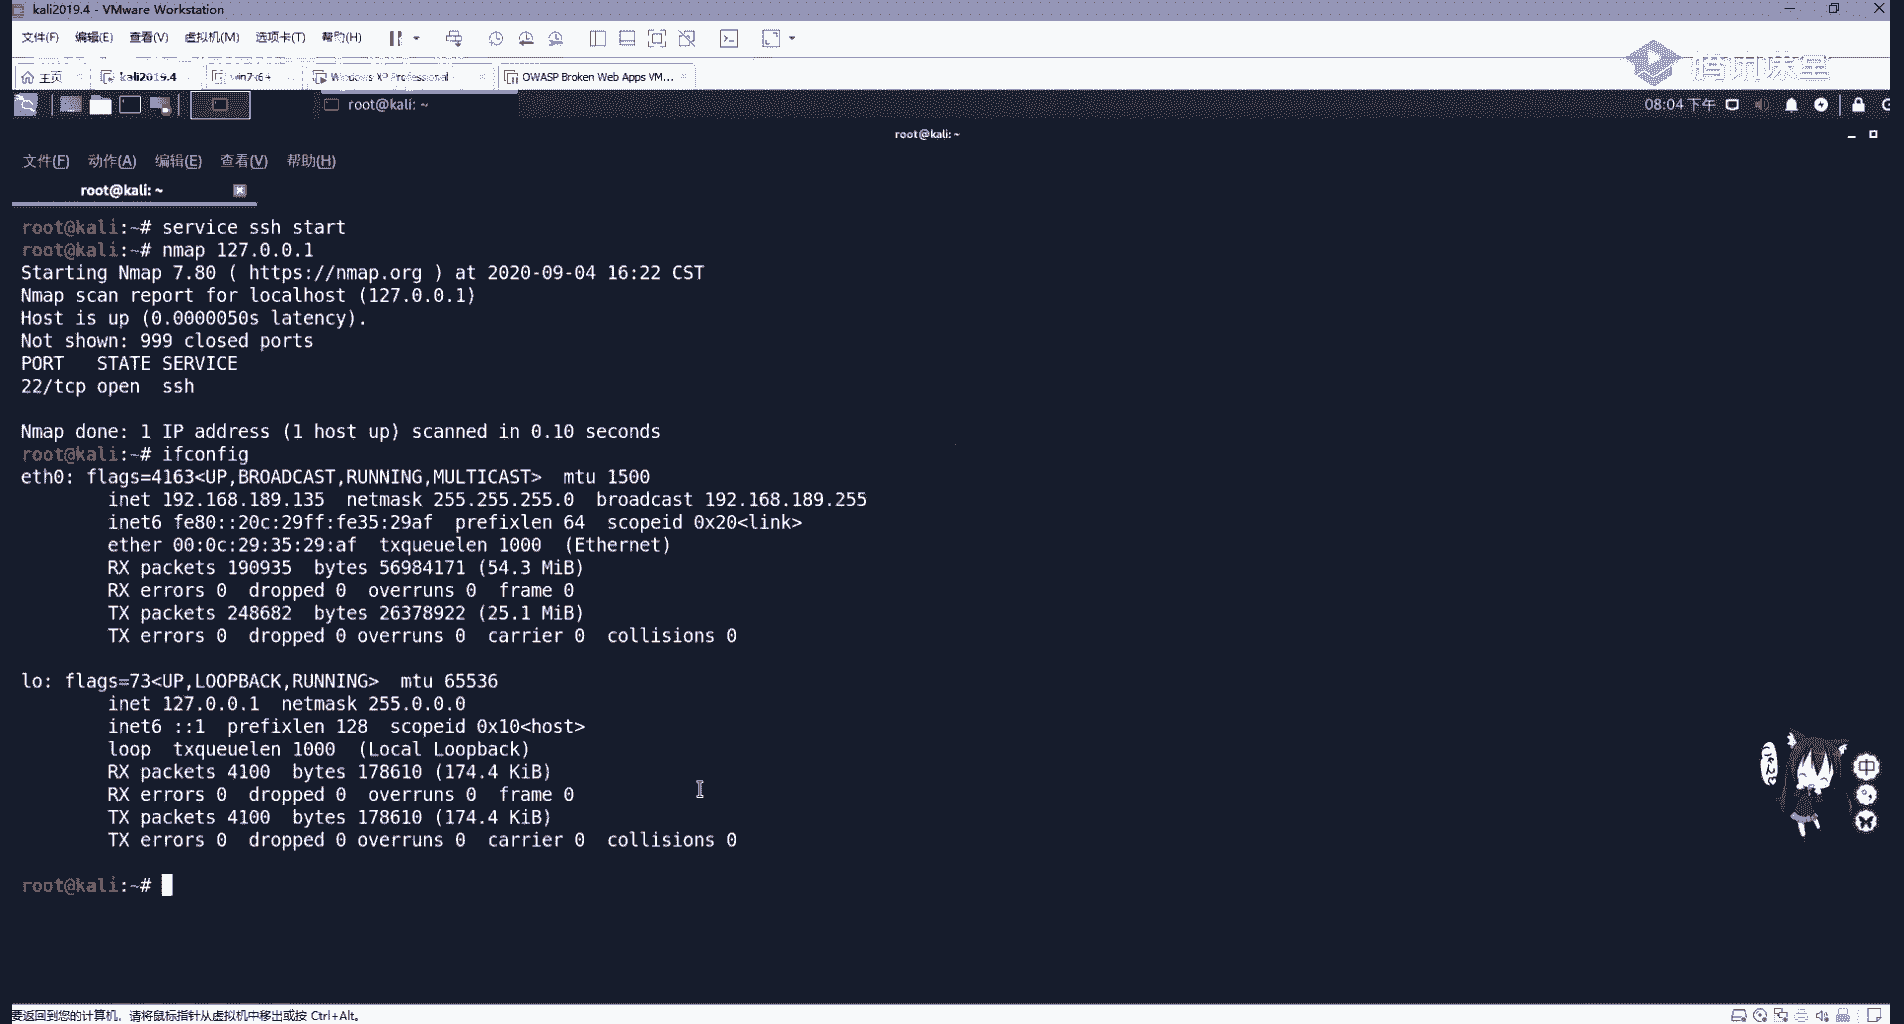 kali2019.4 - VMware Workstation
文件(F) 编辑(E) 查看(V) 虚拟机(M) 选项卡(T) 帮助(H)
主页 kali2019.4 win7x64 Windows XP Professional OWASP Broken Web Apps VM...
腾讯课堂
root@kali: ~ 08:04 下午
root@kali: ~
文件(F) 动作(A) 编辑(E) 查看(V) 帮助(H)
root@kali: ~
root@kali:~# service ssh start
root@kali:~# nmap 127.0.0.1
Starting Nmap 7.80 ( https://nmap.org ) at 2020-09-04 16:22 CST
Nmap scan report for localhost (127.0.0.1)
Host is up (0.0000050s latency).
Not shown: 999 closed ports
PORT   STATE SERVICE
22/tcp open  ssh
Nmap done: 1 IP address (1 host up) scanned in 0.10 seconds
root@kali:~# ifconfig
eth0: flags=4163<UP,BROADCAST,RUNNING,MULTICAST>  mtu 1500
inet 192.168.189.135  netmask 255.255.255.0  broadcast 192.168.189.255
inet6 fe80::20c:29ff:fe35:29af  prefixlen 64  scopeid 0x20<link>
ether 00:0c:29:35:29:af  txqueuelen 1000  (Ethernet)
RX packets 190935  bytes 56984171 (54.3 MiB)
RX errors 0  dropped 0  overruns 0  frame 0
TX packets 248682  bytes 26378922 (25.1 MiB)
TX errors 0  dropped 0 overruns 0  carrier 0  collisions 0
lo: flags=73<UP,LOOPBACK,RUNNING>  mtu 65536
inet 127.0.0.1  netmask 255.0.0.0
inet6 ::1  prefixlen 128  scopeid 0x10<host>
loop  txqueuelen 1000  (Local Loopback)
RX packets 4100  bytes 178610 (174.4 KiB)
RX errors 0  dropped 0  overruns 0  frame 0
TX packets 4100  bytes 178610 (174.4 KiB)
TX errors 0  dropped 0 overruns 0  carrier 0  collisions 0
root@kali:~#
中
要返回到您的计算机，请将鼠标指针从虚拟机中移出或按 Ctrl+Alt。